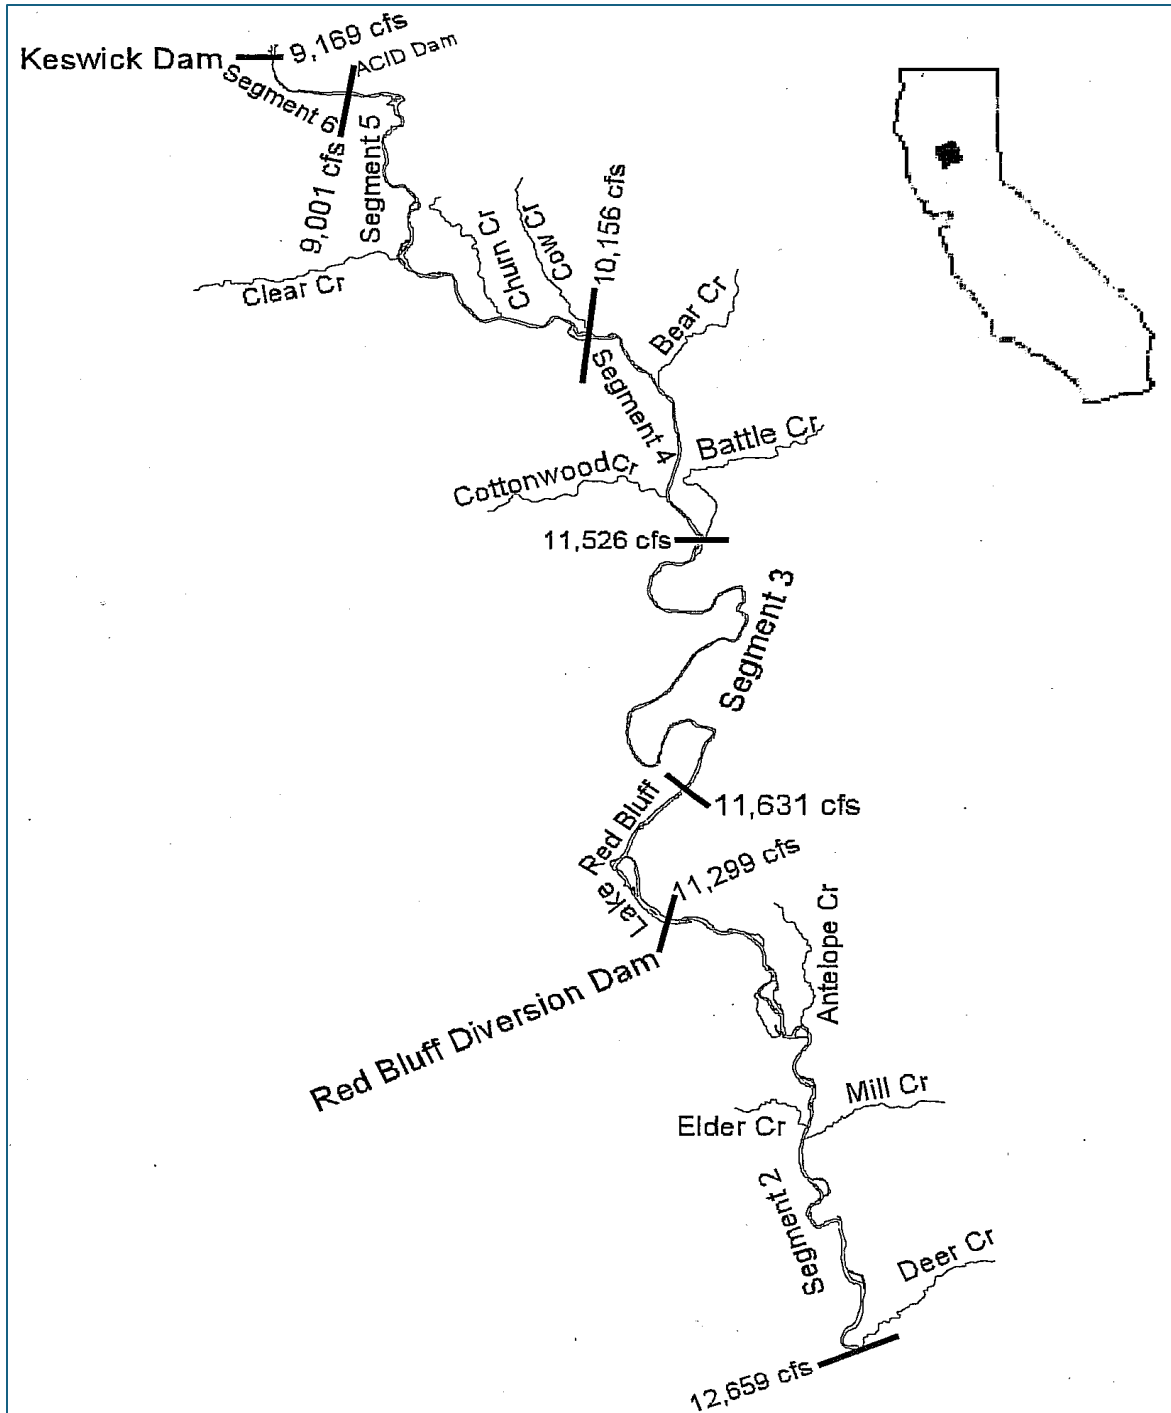 9,169 cfs
Keswick Dam
ACID Dam
Segment 6
9,001 cfs
Segment 5
Clear Cr
Churn Cr
Cow Cr
10,156 cfs
Bear Cr
Segment 4
Battle Cr
Cottonwood Cr
11,526 cfs
Segment 3
11,631 cfs
Lake Red Bluff
11,299 cfs
Red Bluff Diversion Dam
Antelope Cr
Mill Cr
Elder Cr
Segment 2
Deer Cr
12,659 cfs